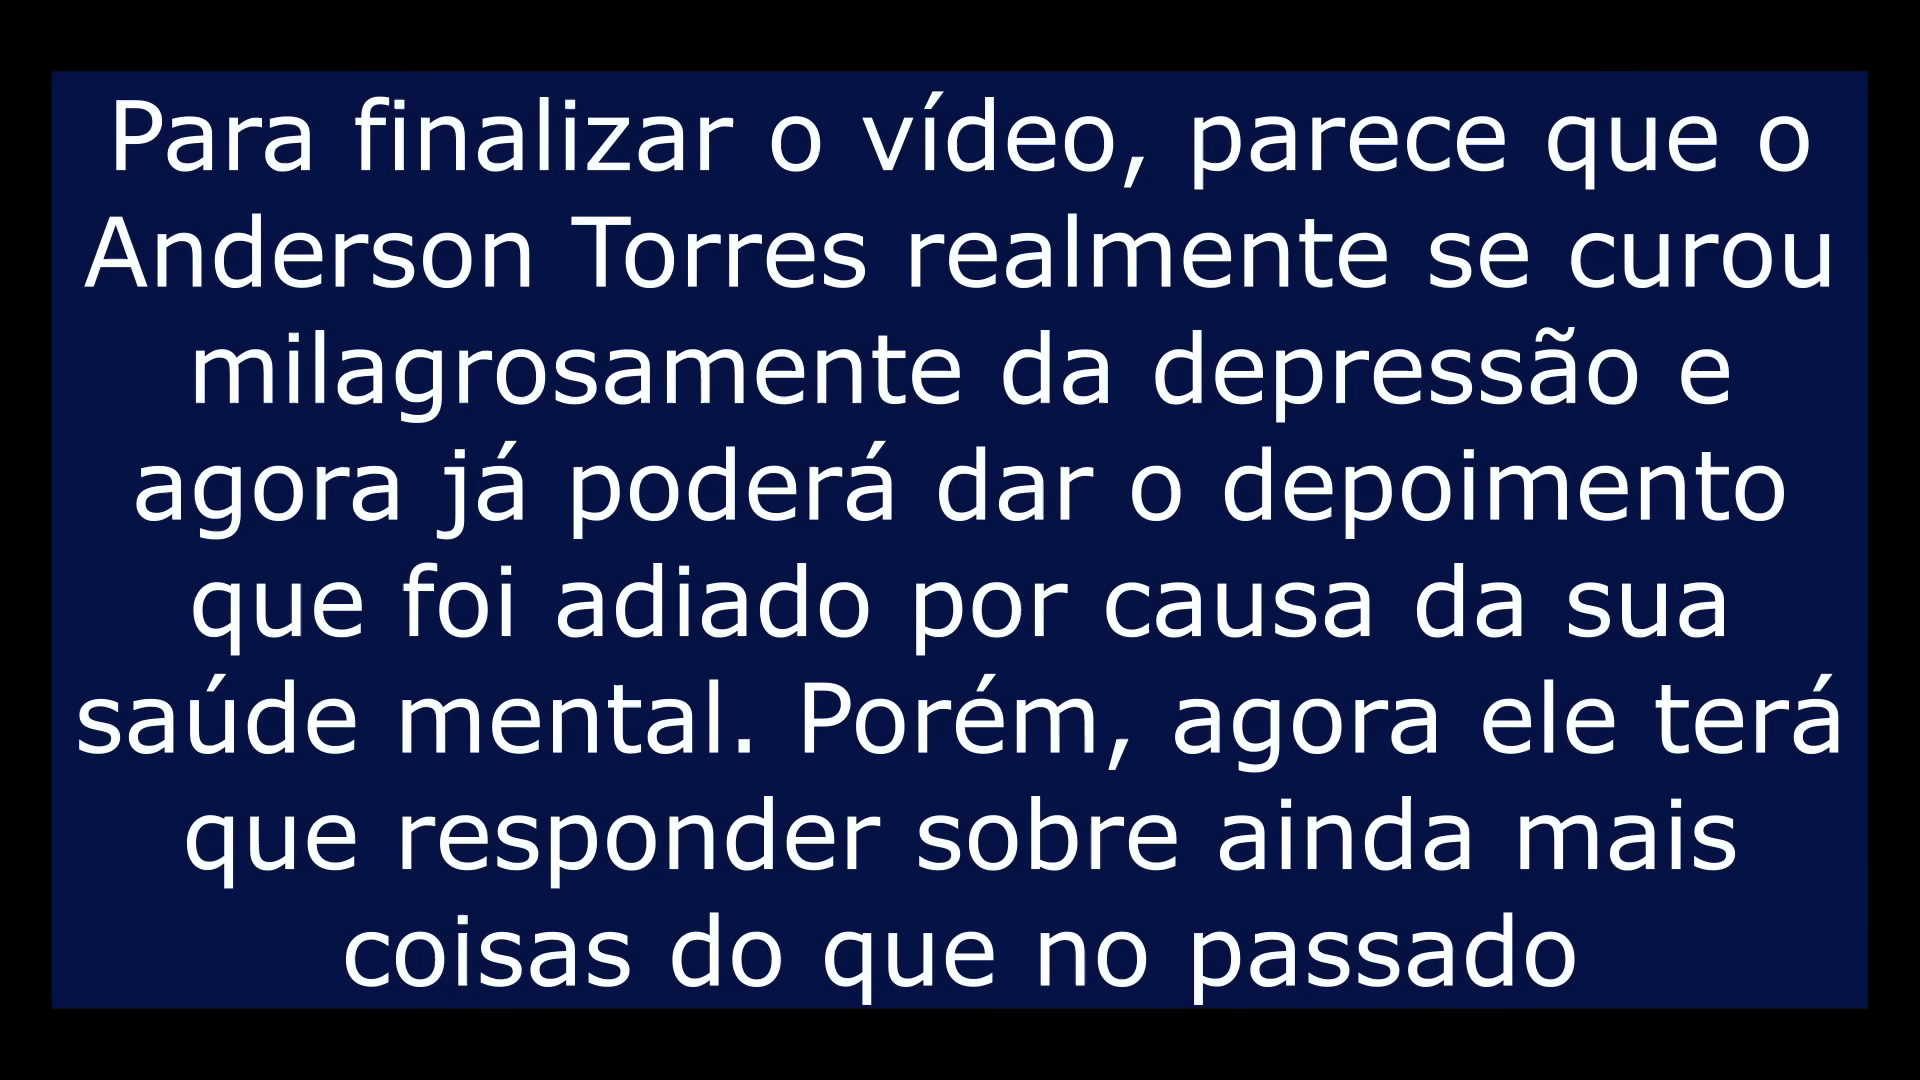 Para finalizar o vídeo, parece que o
Anderson Torres realmente se curou
milagrosamente da depressão e
agora já poderá dar o depoimento
que foi adiado por causa da sua
saúde mental. Porém, agora ele terá
que responder sobre ainda mais
coisas do que no passado